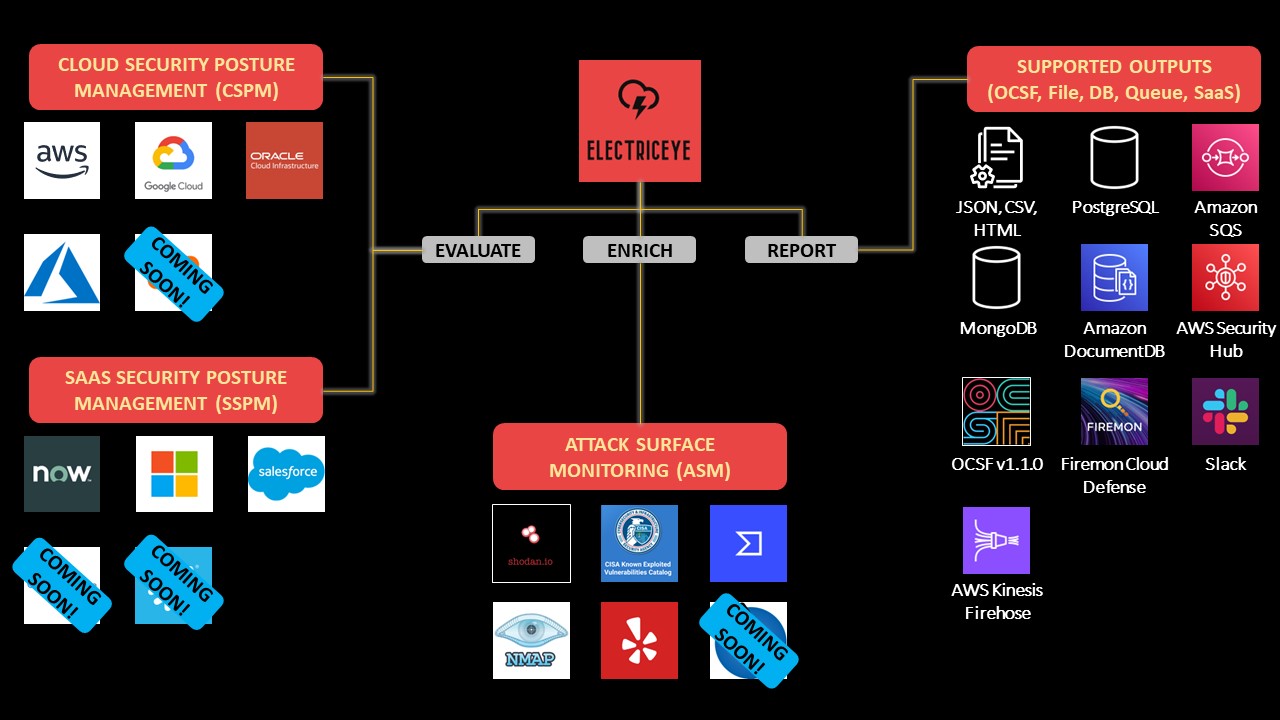 CLOUD SECURITY POSTURE
MANAGEMENT (CSPM)
aws
Google Cloud
ORACLE
Cloud Infrastructure
COMING
SOON!
SAAS SECURITY POSTURE
MANAGEMENT (SSPM)
now
salesforce
COMING
SOON!
COMING
SOON!
ELECTRICEYE
EVALUATE
ENRICH
REPORT
ATTACK SURFACE
MONITORING (ASM)
shodan.io
CISA
CISA Known Exploited
Vulnerabilities Catalog
NMAP
COMING
SOON!
SUPPORTED OUTPUTS
(OCSF, File, DB, Queue, SaaS)
JSON, CSV,
HTML
PostgreSQL
Amazon
SQS
MongoDB
Amazon
DocumentDB
AWS Security
Hub
OCSF v1.1.0
FIREMON
Firemon Cloud
Defense
Slack
AWS Kinesis
Firehose